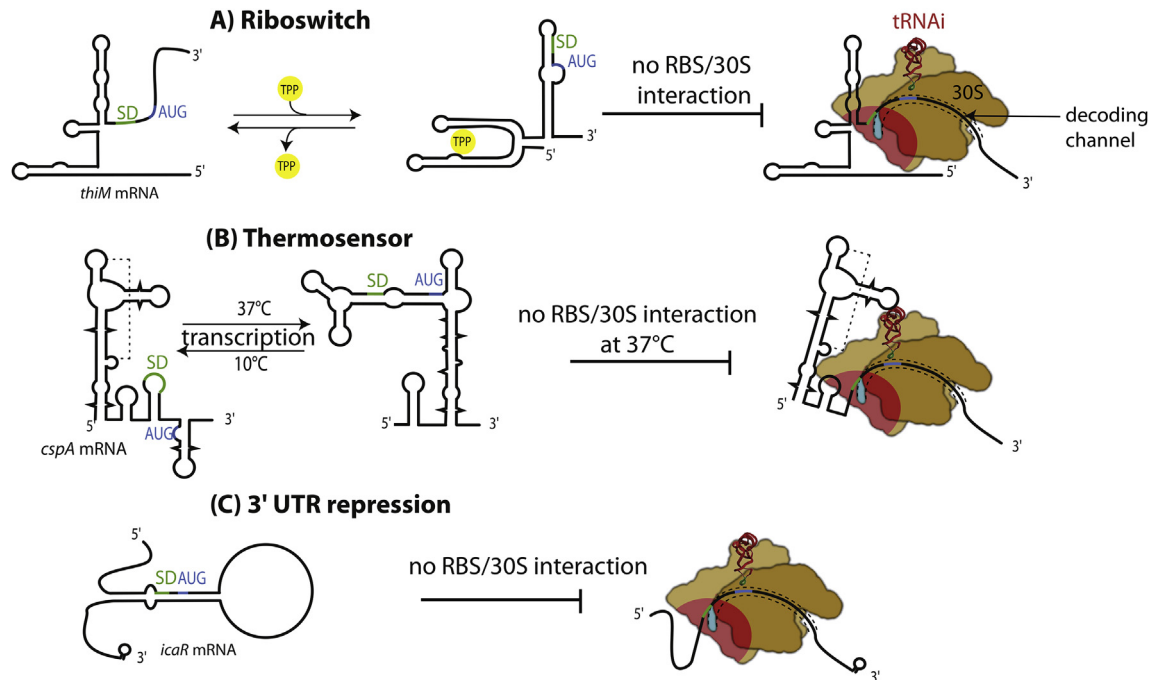 A) Riboswitch
tRNAi
3'
SD
AUG
TPP
TPP
thiM mRNA
5'
SD
AUG
TPP
3'
5'
no RBS/30S
interaction
30S
decoding
channel
5'
3'
(B) Thermosensor
SD
AUG
5'
3'
cspA mRNA
37°C
transcription
10°C
SD
AUG
5'
3'
no RBS/30S interaction
at 37°C
5'
3'
(C) 3' UTR repression
5'
SD AUG
3'
icaR mRNA
no RBS/30S interaction
5'
3'